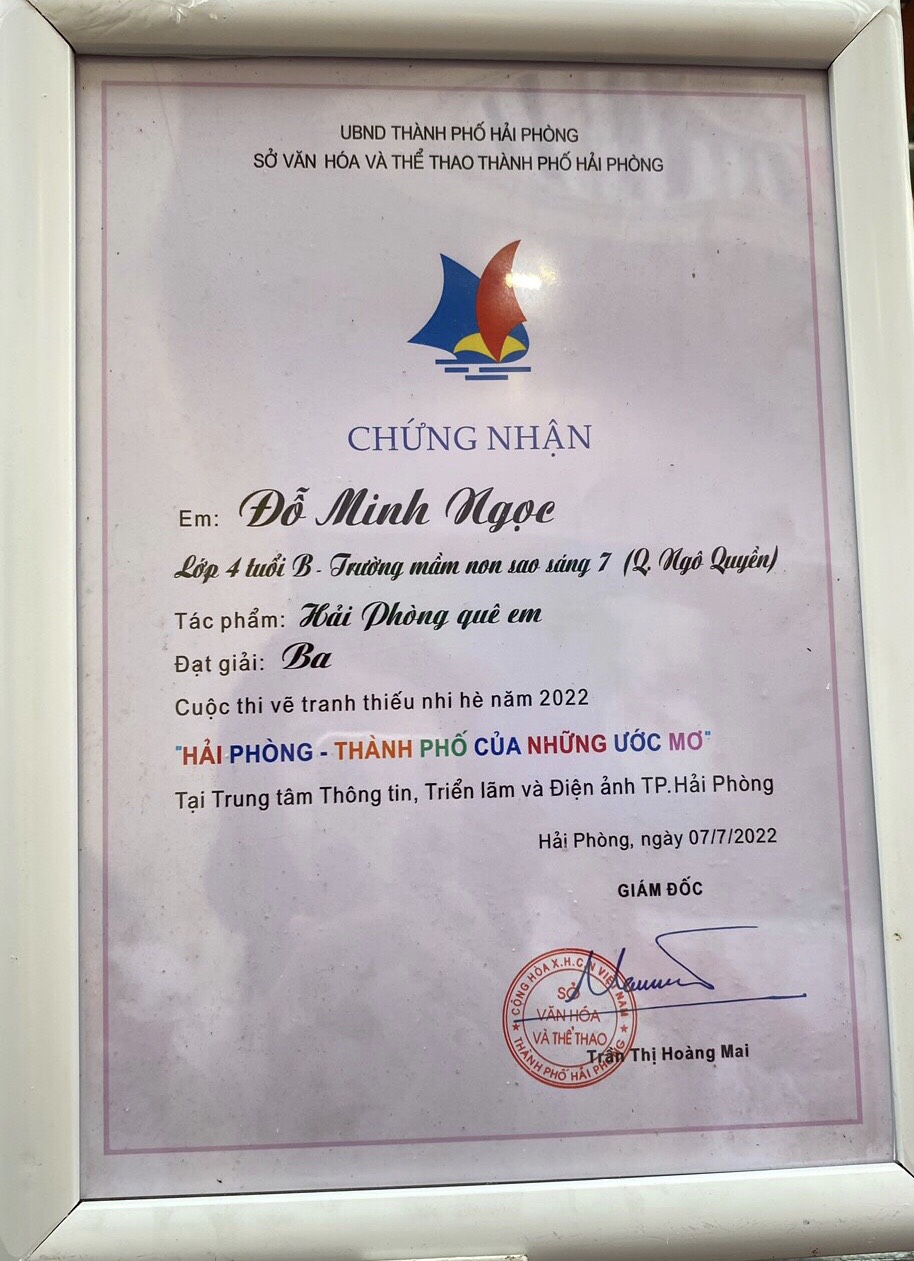 UBND THÀNH PHỐ HẢI PHÒNG
SỞ VĂN HÓA VÀ THỂ THAO THÀNH PHỐ HẢI PHÒNG
CHỨNG NHẬN
Em: Đỗ Minh Ngọc
Lớp 4 tuổi B - Trường mầm non sao sáng 7 (Q. Ngô Quyền)
Tác phẩm: Hải Phòng quê em
Đạt giải: Ba
Cuộc thi vẽ tranh thiếu nhi hè năm 2022
"HẢI PHÒNG - THÀNH PHỐ CỦA NHỮNG ƯỚC MƠ"
Tại Trung tâm Thông tin, Triển lãm và Điện ảnh TP.Hải Phòng
Hải Phòng, ngày 07/7/2022
GIÁM ĐỐC
CỘNG HÒA X.H.C.N VIỆT NAM
SỞ
VĂN HÓA
VÀ THỂ THAO
THÀNH PHỐ HẢI PHÒNG
Trần Thị Hoàng Mai